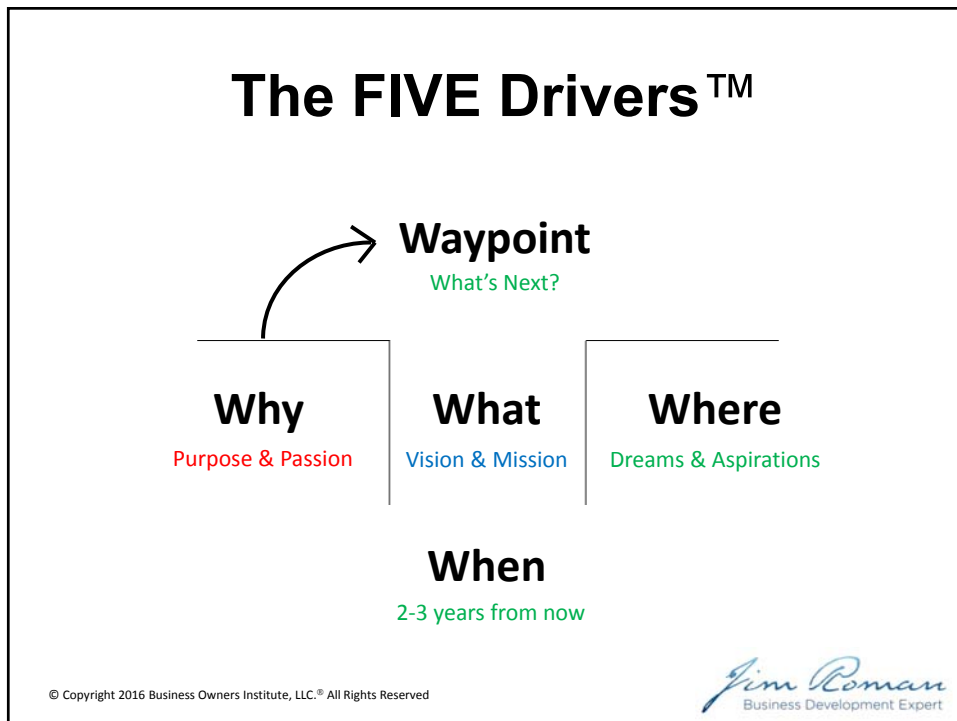 The FIVE Drivers™
Waypoint
What's Next?
Why What Where
Purpose & Passion Vision & Mission Dreams & Aspirations
When
2-3 years from now
© Copyright 2016 Business Owners Institute, LLC.® All Rights Reserved
Jim Roman
Business Development Expert